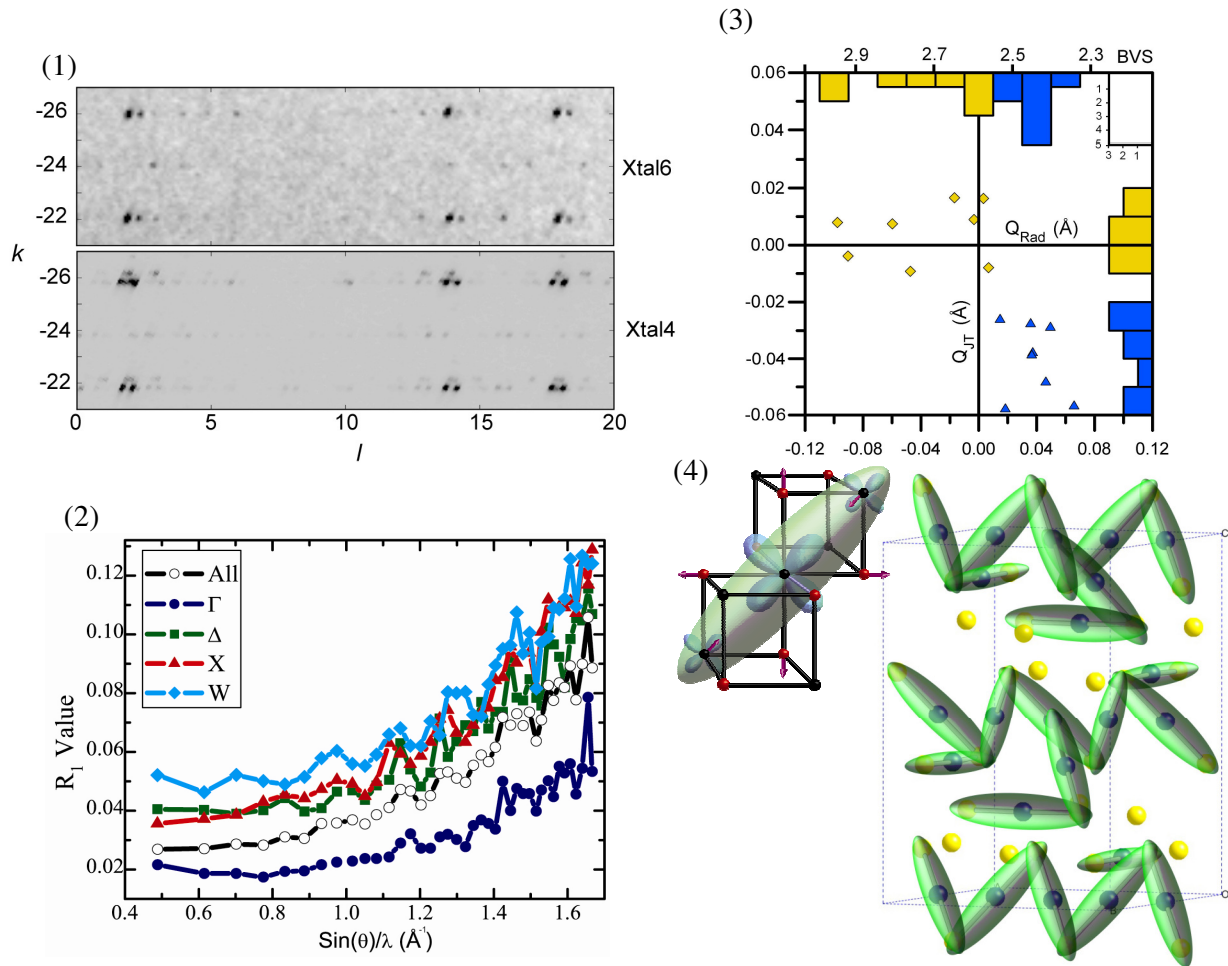 (1)
-26
-24
-22
Xtal6
k
-26
-24
-22
Xtal4
0 5 10 15 20
l
(2)
All
Γ
Δ
X
W
0.12
0.10
0.08
0.06
0.04
0.02
R1 Value
0.4 0.6 0.8 1.0 1.2 1.4 1.6
Sin(θ)/λ (Å-1)
(3)
2.9 2.7 2.5 2.3 BVS
0.06
0.04
0.02
0.00
-0.02
-0.04
-0.06
1
2
3
4
5
3 2 1
QRad (Å)
QJT (Å)
-0.12 -0.08 -0.04 0.00 0.04 0.08 0.12
(4)